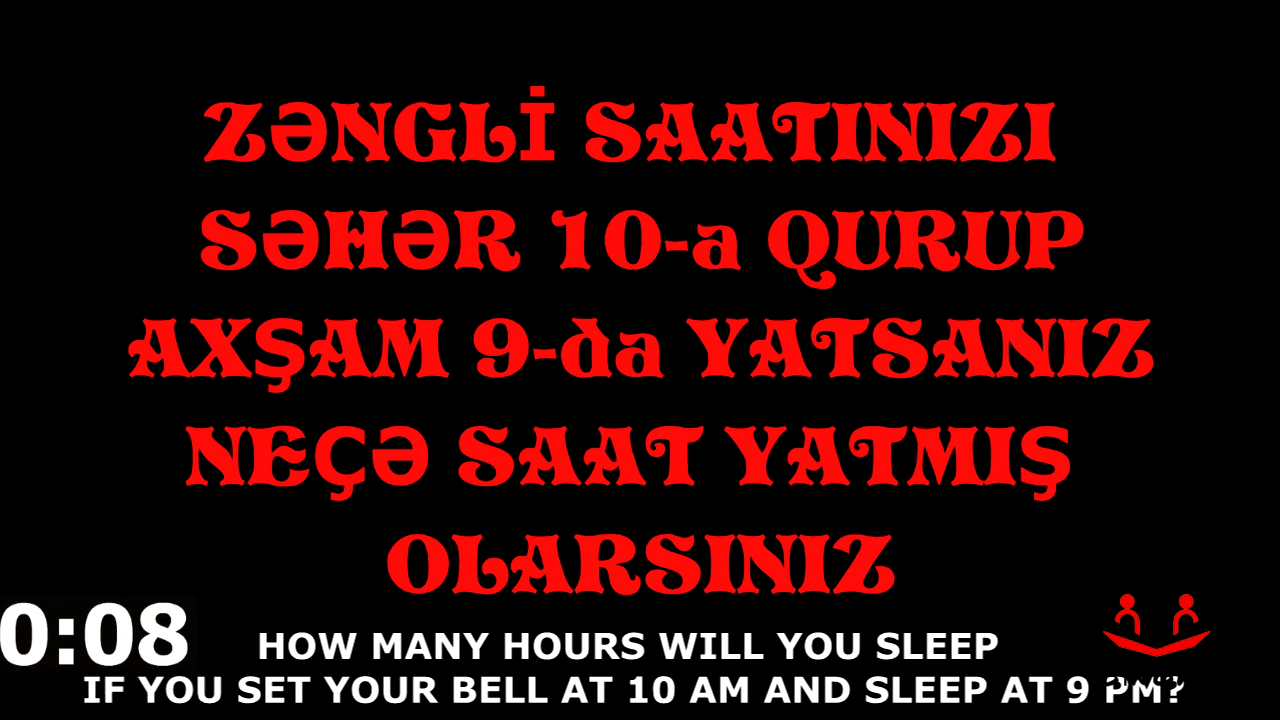 ZƏNGLİ SAATINIZI
SƏHƏR 10-a QURUP
AXŞAM 9-da YATSANIZ
NEÇƏ SAAT YATMIŞ
OLARSINIZ
0:08
HOW MANY HOURS WILL YOU SLEEP
IF YOU SET YOUR BELL AT 10 AM AND SLEEP AT 9 PM?